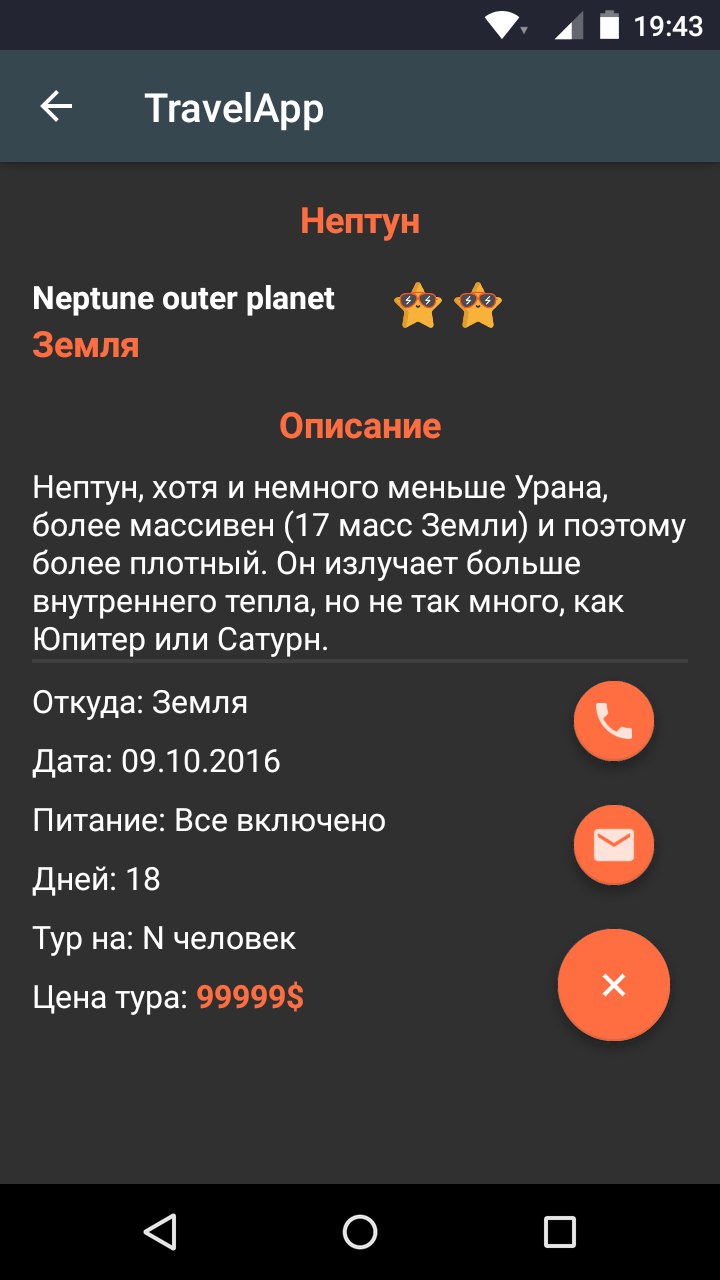 19:43
TravelApp
Нептун
Neptune outer planet
Земля
Описание
Нептун, хотя и немного меньше Урана,
более массивен (17 масс Земли) и поэтому
более плотный. Он излучает больше
внутреннего тепла, но не так много, как
Юпитер или Сатурн.
Откуда: Земля
Дата: 09.10.2016
Питание: Все включено
Дней: 18
Тур на: N человек
Цена тура: 99999$